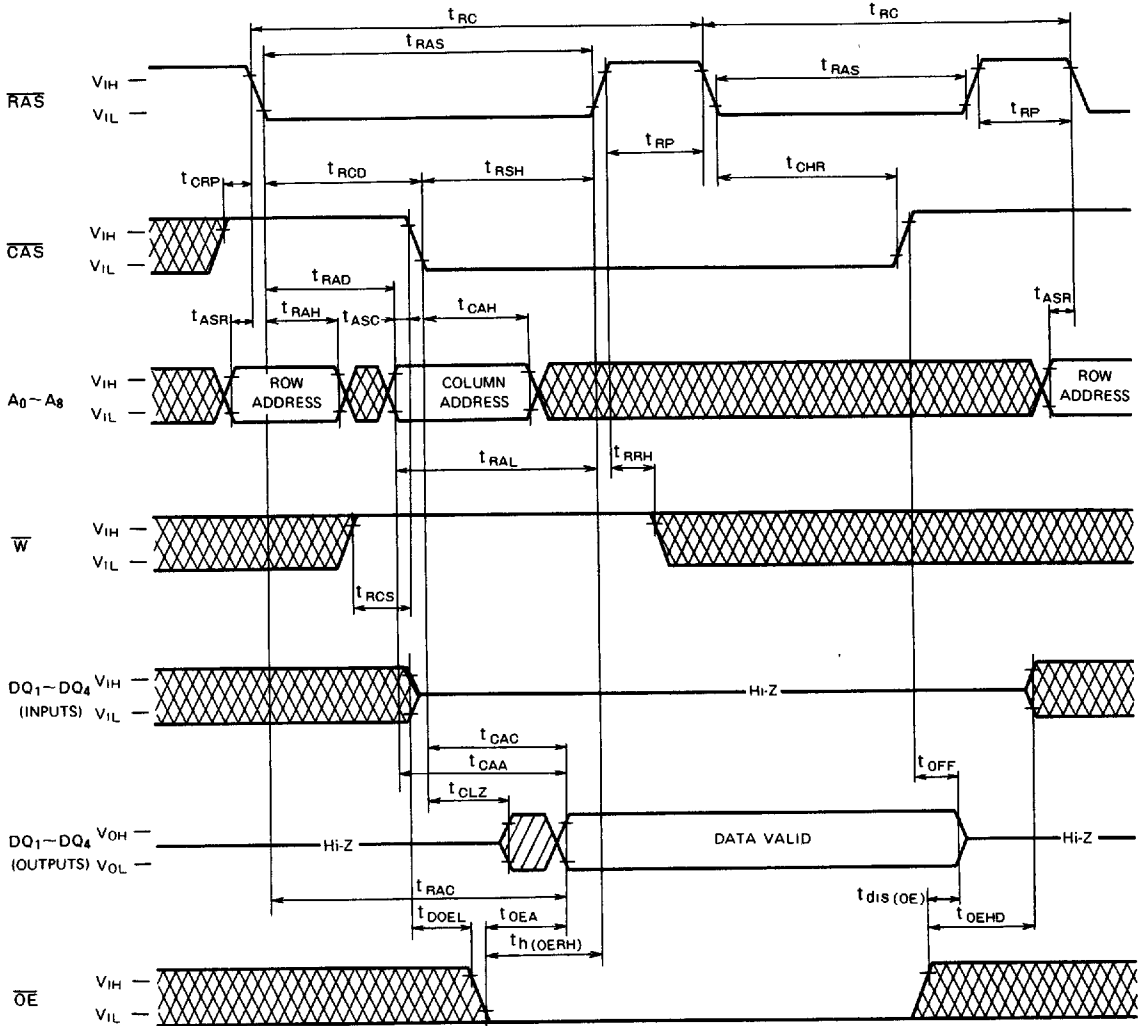 tRC tRC
tRAS tRAS
VIH
RAS
VIL
tRP tRP
tCRP tRCD tRSH tCHR
VIH
CAS
VIL
tRAD
tASR tRAH tASC tCAH tASR
VIH
A0~A8
VIL
ROW ADDRESS
COLUMN ADDRESS
ROW ADDRESS
tRAL tRRH
VIH
W
VIL
tRCS
DQ1~DQ4 VIH
(INPUTS) VIL
Hi-Z
tCAC
tCAA tOFF
tCLZ
DQ1~DQ4 VOH
(OUTPUTS) VOL
Hi-Z DATA VALID Hi-Z
tRAC tdis(OE)
tDOEL tOEA tOEHD
th(OERH)
VIH
OE
VIL